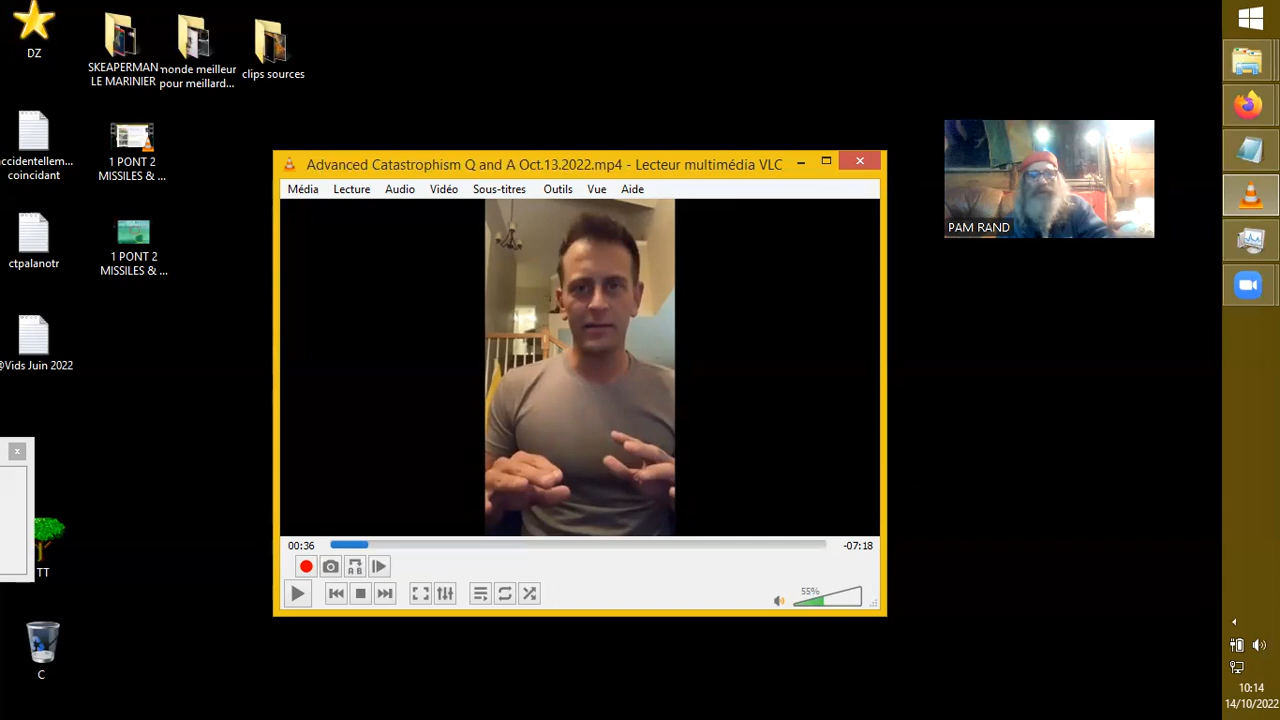 DZ
SKEAPERMAN
LE MARINIER
monde meilleur
pour meillard...
clips sources
accidentellem...
coincidant
1 PONT 2
MISSILES & ...
ctpalanotr
1 PONT 2
MISSILES & ...
@Vids Juin 2022
TT
C
Advanced Catastrophism Q and A Oct.13.2022.mp4 - Lecteur multimédia VLC
Média Lecture Audio Vidéo Sous-titres Outils Vue Aide
00:36
-07:18
A B
55%
PAM RAND
10:14
14/10/2022